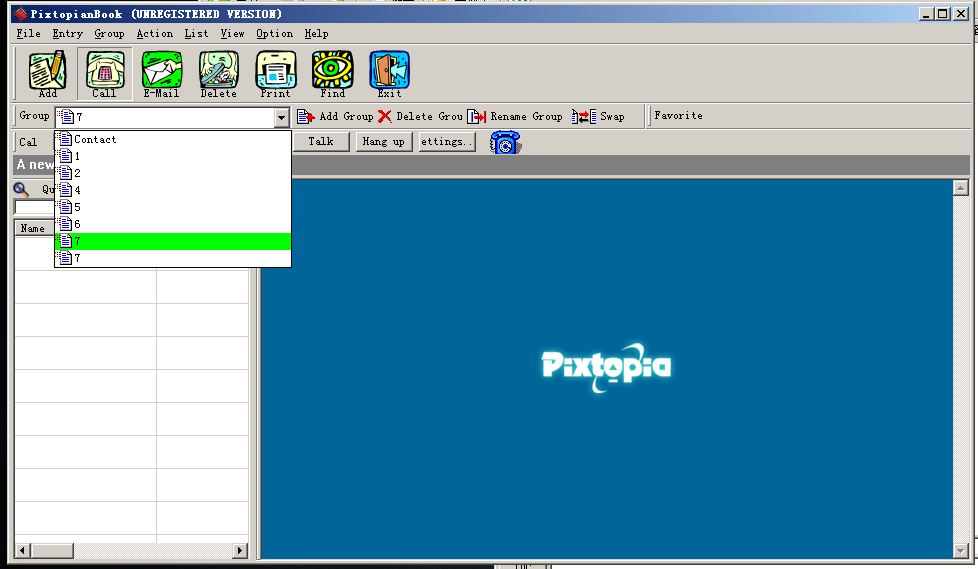 PixtopianBook (UNREGISTERED VERSION)
File Entry Group Action List View Option Help
Add Call E-Mail Delete Print Find Exit
Group 7 Add Group Delete Grou Rename Group Swap Favorite
Cal Talk Hang up ettings..
Contact
1
2
4
5
6
7
7
A new
Qu
Name
Pixtopia